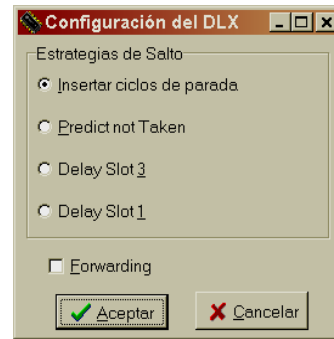 Configuración del DLX
Estrategias de Salto
Insertar ciclos de parada
Predict not Taken
Delay Slot 3
Delay Slot 1
Forwarding
Aceptar
Cancelar